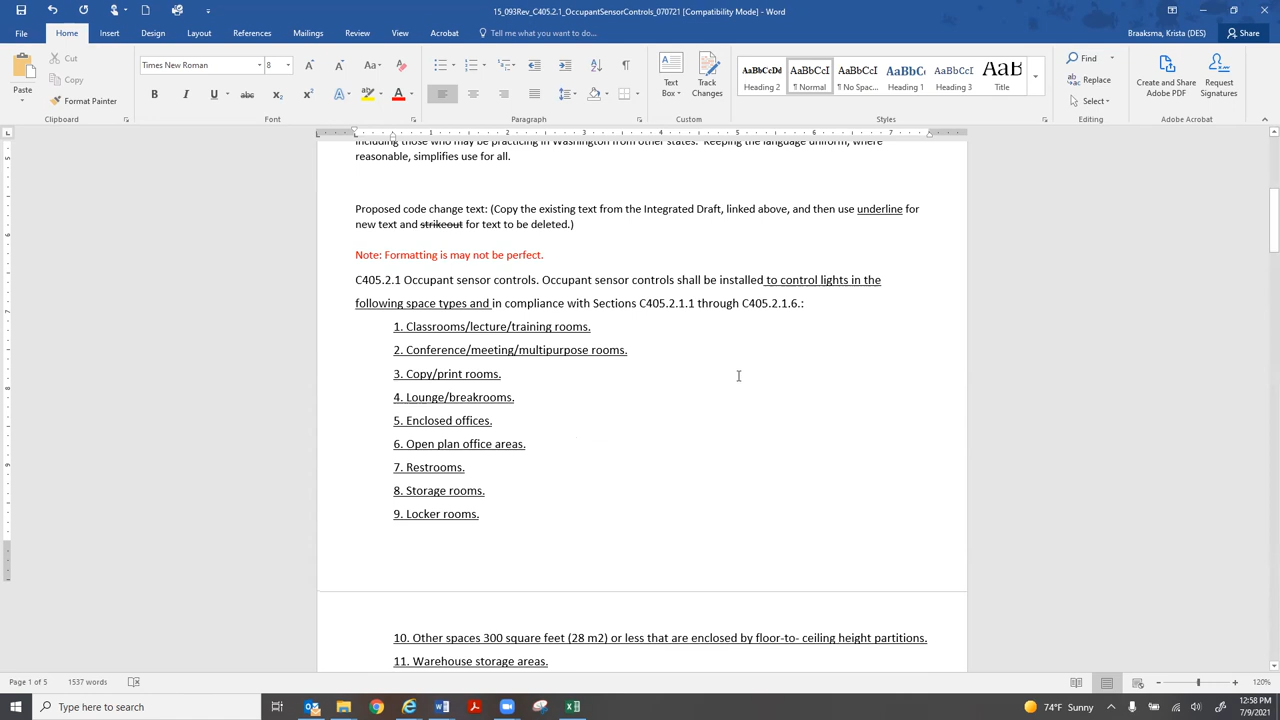 15_093Rev_C405.2.1_OccupantSensorControls_070721 [Compatibility Mode] - Word
Braaksma, Krista (DES)
File Home Insert Design Layout References Mailings Review View Acrobat Tell me what you want to do... Share
Paste
Cut
Copy
Format Painter
Clipboard
Times New Roman 8
Font
Paragraph
Text Box
Track Changes
Custom
AaBbCcDd AaBbCcI AaBbCcI AaBbC AaBbCcI AaB
Heading 2 ¶ Normal ¶ No Spac... Heading 1 Heading 3 Title
Styles
Find
Replace
Select
Editing
Create and Share Adobe PDF
Request Signatures
Adobe Acrobat
including those who may be practicing in Washington from other states. Keeping the language uniform, where
reasonable, simplifies use for all.
Proposed code change text: (Copy the existing text from the Integrated Draft, linked above, and then use underline for
new text and strikeout for text to be deleted.)
Note: Formatting is may not be perfect.
C405.2.1 Occupant sensor controls. Occupant sensor controls shall be installed to control lights in the
following space types and in compliance with Sections C405.2.1.1 through C405.2.1.6.:
1. Classrooms/lecture/training rooms.
2. Conference/meeting/multipurpose rooms.
3. Copy/print rooms.
4. Lounge/breakrooms.
5. Enclosed offices.
6. Open plan office areas.
7. Restrooms.
8. Storage rooms.
9. Locker rooms.
10. Other spaces 300 square feet (28 m2) or less that are enclosed by floor-to- ceiling height partitions.
11. Warehouse storage areas.
Page 1 of 5 1537 words 120%
Type here to search 74°F Sunny 12:58 PM
7/9/2021